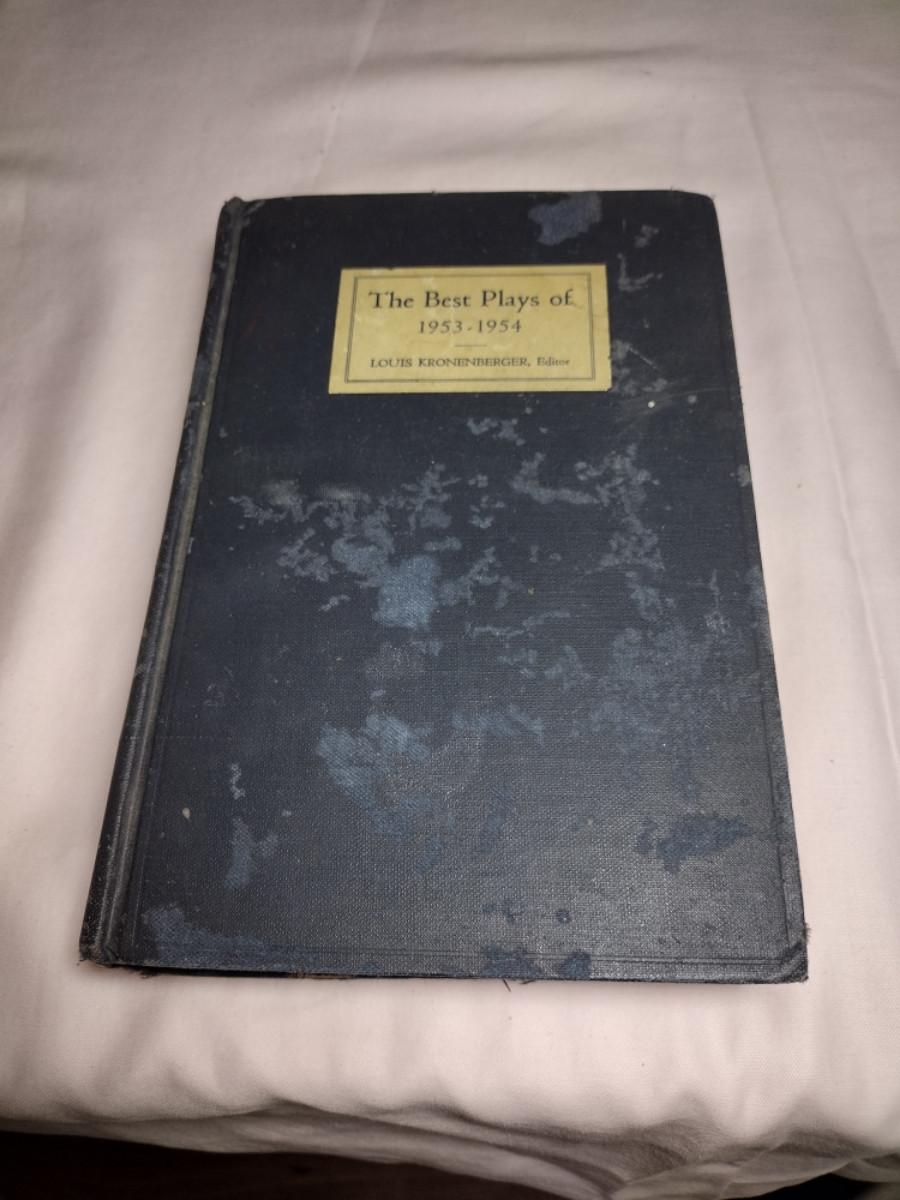 The Best Plays of
1953-1954
LOUIS KRONENBERGER, Editor